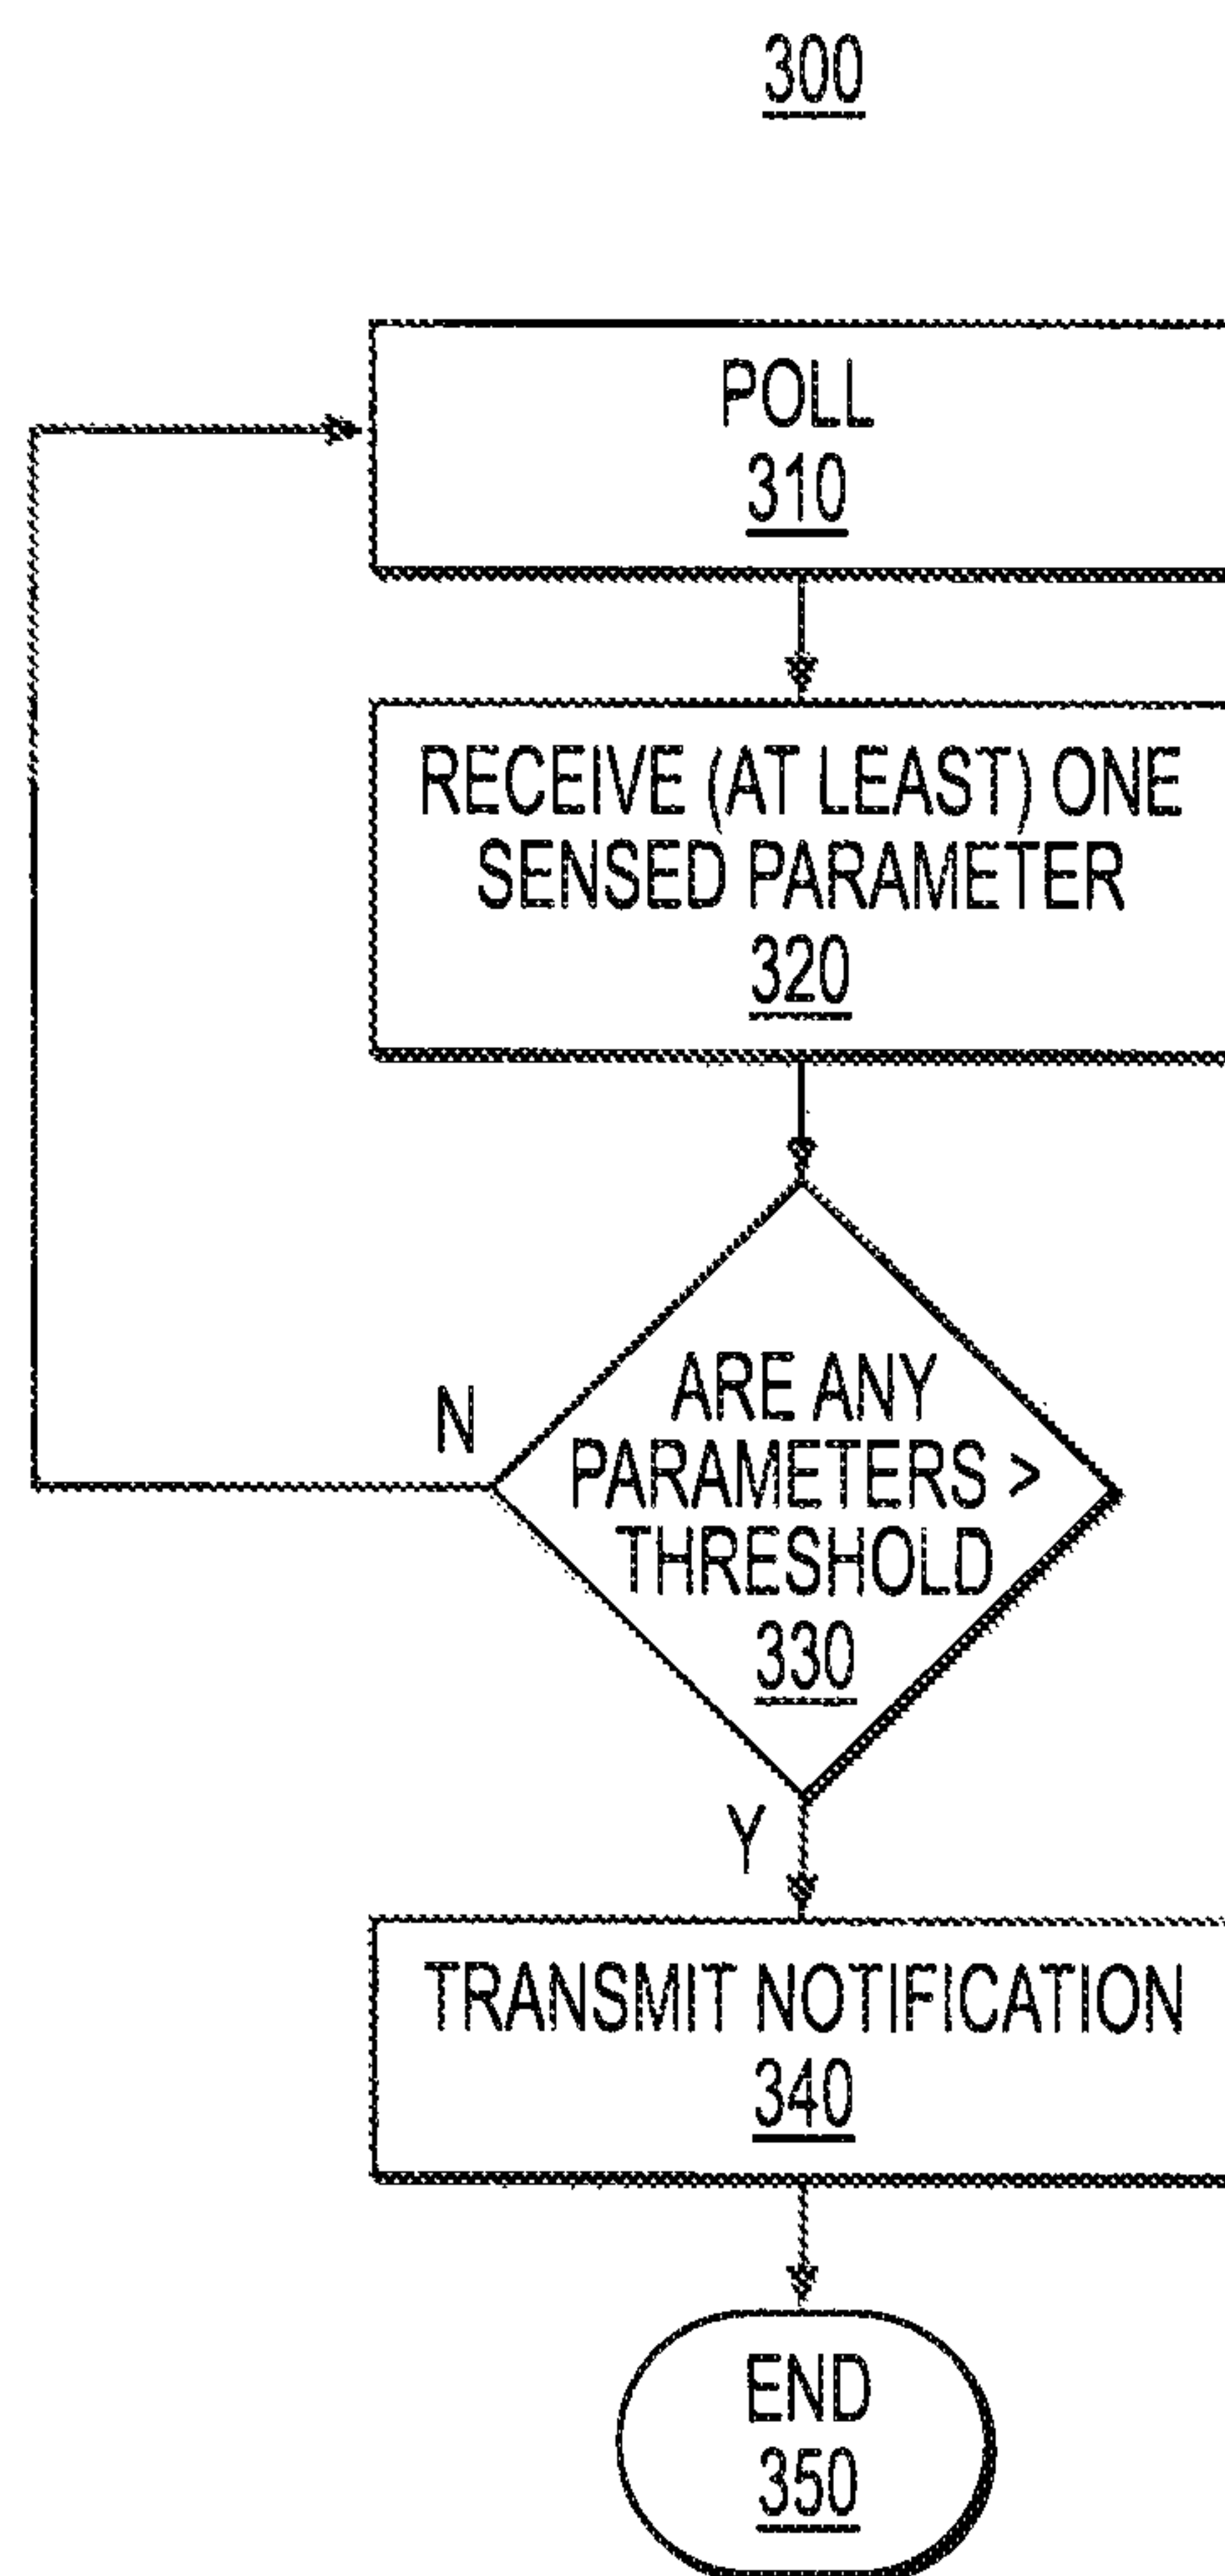 300
POLL
310
RECEIVE (AT LEAST) ONE
SENSED PARAMETER
320
ARE ANY
PARAMETERS >
THRESHOLD
330
N
Y
TRANSMIT NOTIFICATION
340
END
350